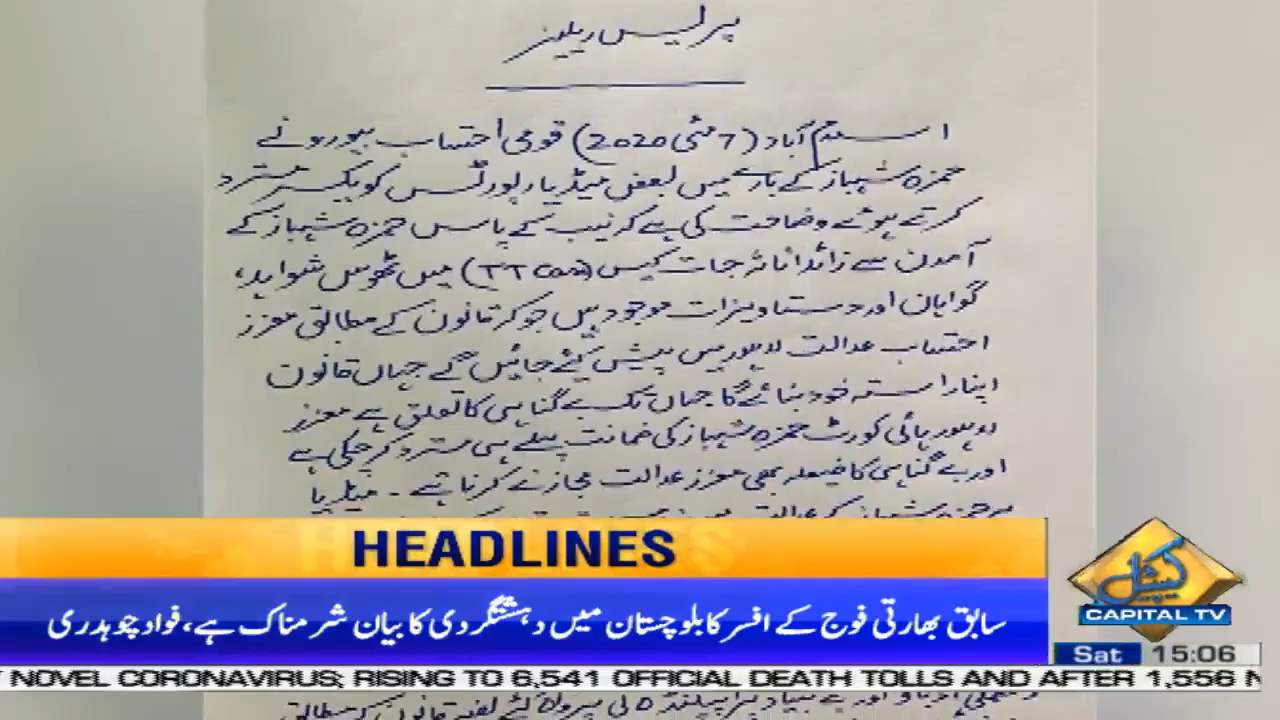 پریس ریلیز
اسلام آباد (7 مئی 2020) قومی احتساب بیورو نے
حمزہ شہباز کے بارے میں بعض میڈیا رپورٹس کو یکسر مسترد
کرتے ہوئے وضاحت کی ہے کہ نیب کے پاس حمزہ شہباز کے
آمدن سے زائد اثاثہ جات کیس (TT Case) میں ٹھوس شواہد،
گواہان اور دستاویزات موجود ہیں جو کہ قانون کے مطابق معزز
احتساب عدالت لاہور میں پیش کیئے جائیں گے جہاں قانون
اپنا راستہ خود بنائے گا جہاں تک بے گناہی کا تعلق ہے معزز
لاہور ہائی کورٹ حمزہ شہباز کی ضمانت پہلے ہی مسترد کر چکی ہے
اور بے گناہی کا فیصلہ بھی معزز عدالت مجاز نے کرنا ہے ۔ میڈیا
HEADLINES
سابق بھارتی فوج کے افسر کا بلوچستان میں دہشتگردی کا بیان شرمناک ہے، فواد چوہدری
کیپیٹل
CAPITAL TV
Sat 15:06
NOVEL CORONAVIRUS; RISING TO 6,541 OFFICIAL DEATH TOLLS AND AFTER 1,556